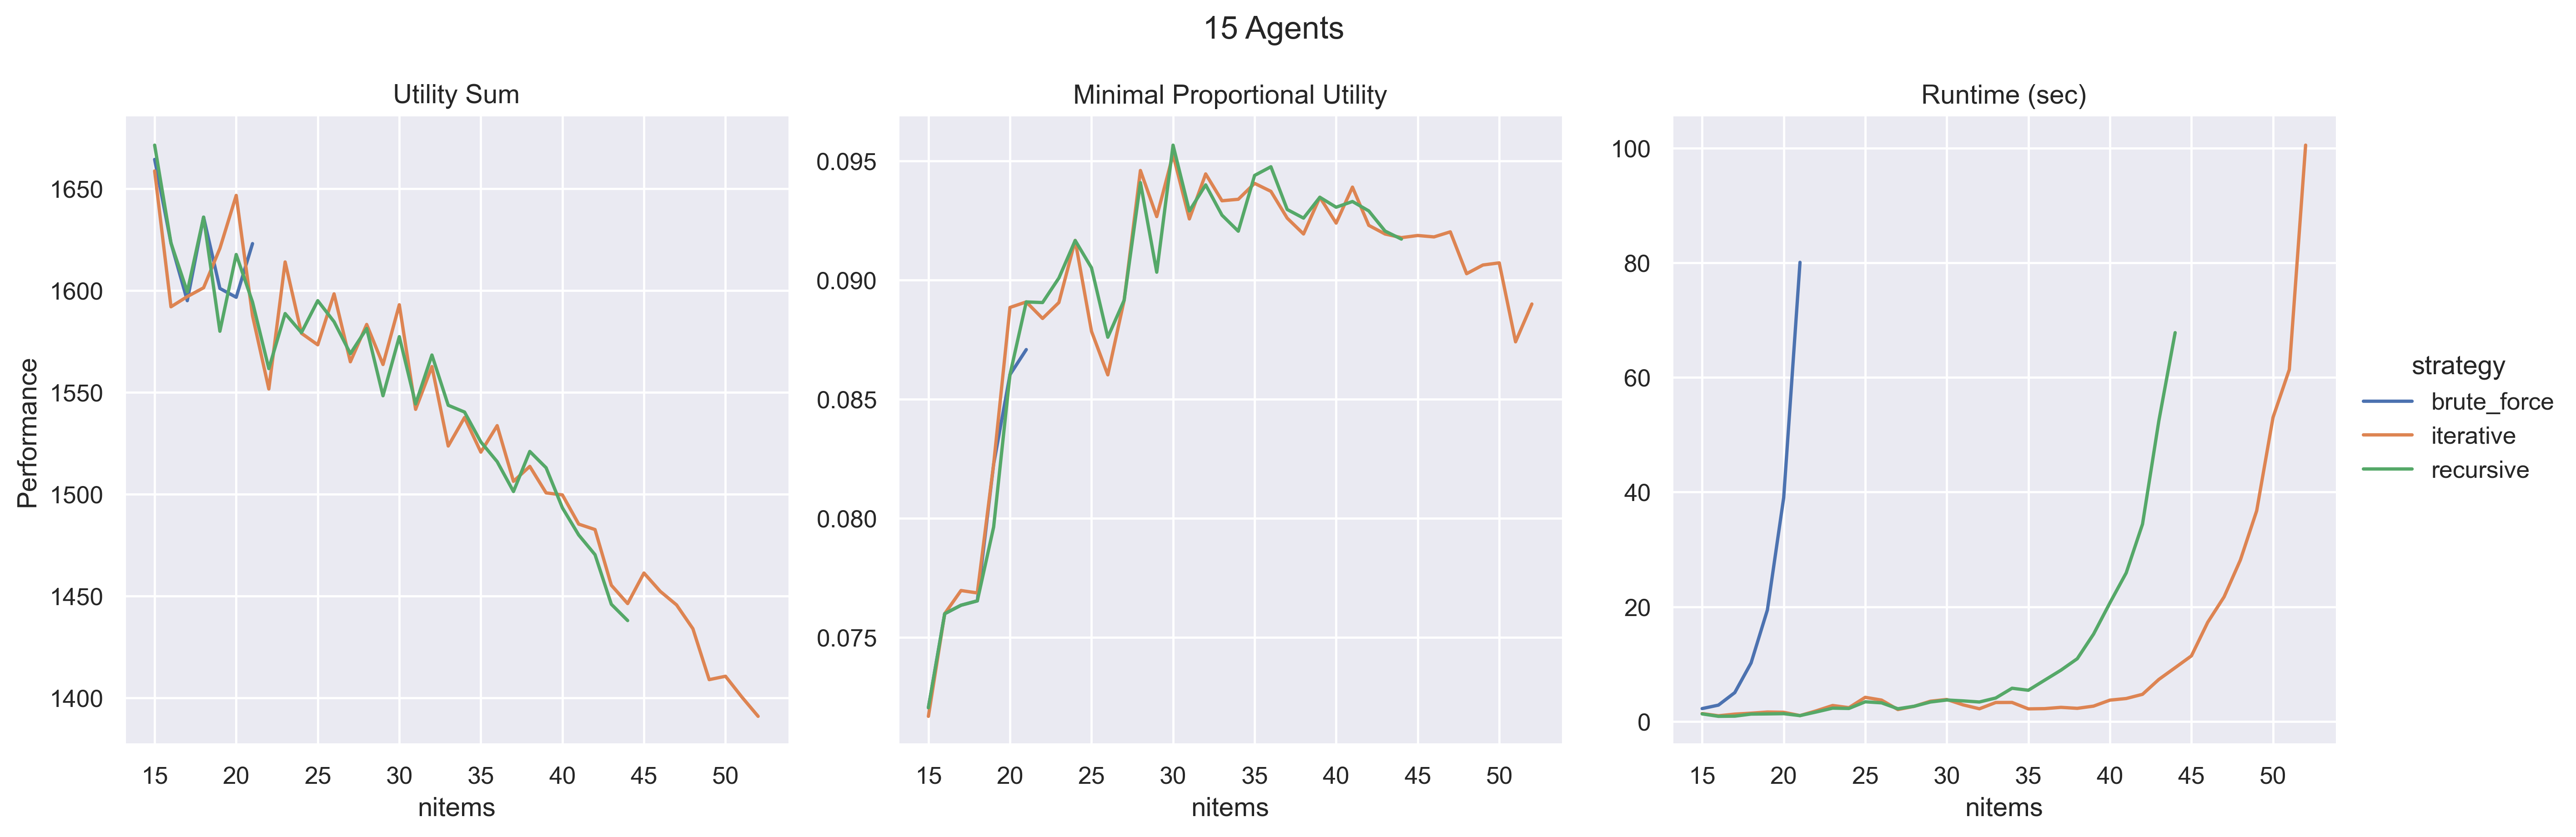 15 Agents
Utility Sum
Minimal Proportional Utility
Runtime (sec)
Performance
1650
1600
1550
1500
1450
1400
15 20 25 30 35 40 45 50
nitems
0.095
0.090
0.085
0.080
0.075
15 20 25 30 35 40 45 50
nitems
100
80
60
40
20
0
15 20 25 30 35 40 45 50
nitems
strategy
brute_force
iterative
recursive